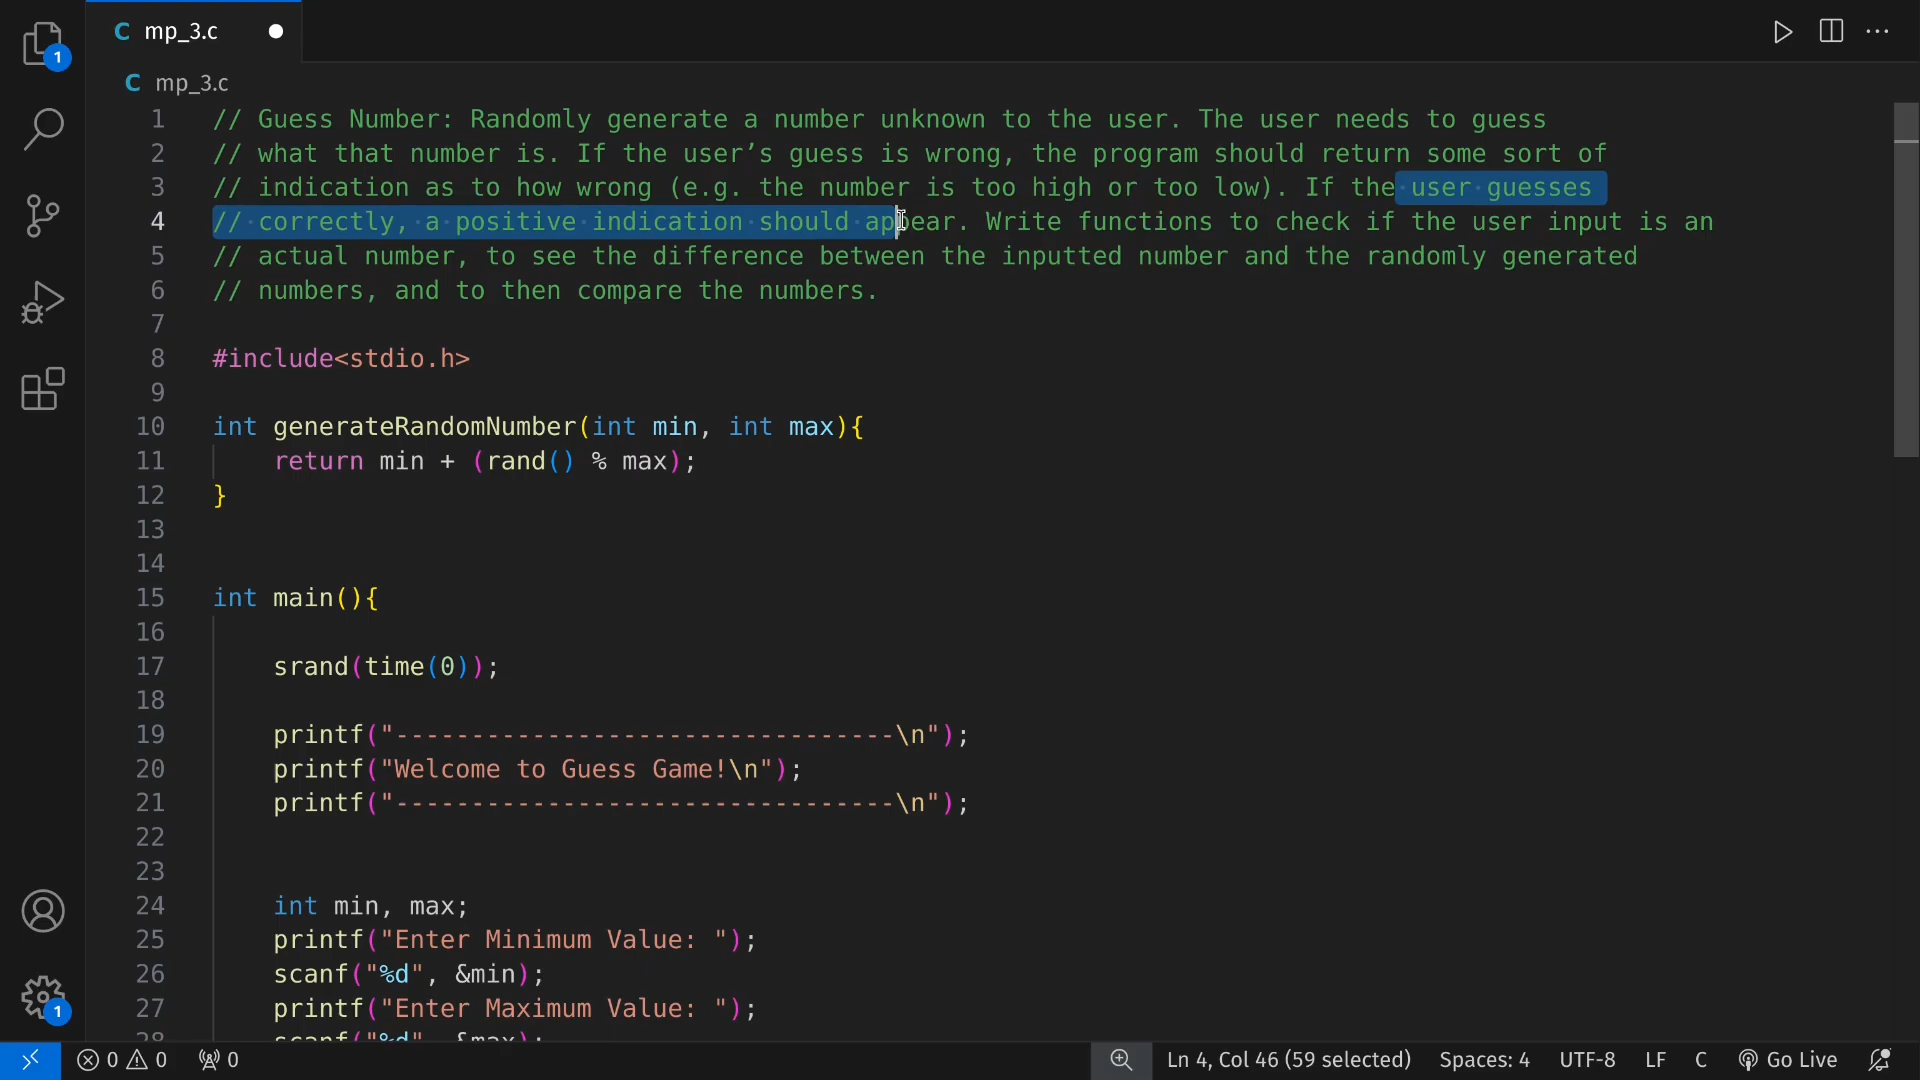 C mp_3.c
C mp_3.c
1 // Guess Number: Randomly generate a number unknown to the user. The user needs to guess
2 // what that number is. If the user’s guess is wrong, the program should return some sort of
3 // indication as to how wrong (e.g. the number is too high or too low). If the user guesses
4 // correctly, a positive indication should appear. Write functions to check if the user input is an
5 // actual number, to see the difference between the inputted number and the randomly generated
6 // numbers, and to then compare the numbers.
7
8 #include<stdio.h>
9
10 int generateRandomNumber(int min, int max){
11 return min + (rand() % max);
12 }
13
14
15 int main(){
16
17 srand(time(0));
18
19 printf("---------------------------------\n");
20 printf("Welcome to Guess Game!\n");
21 printf("---------------------------------\n");
22
23
24 int min, max;
25 printf("Enter Minimum Value: ");
26 scanf("%d", &min);
27 printf("Enter Maximum Value: ");
28 scanf("%d", &max);
1
1
0 0 0 Ln 4, Col 46 (59 selected) Spaces: 4 UTF-8 LF C Go Live